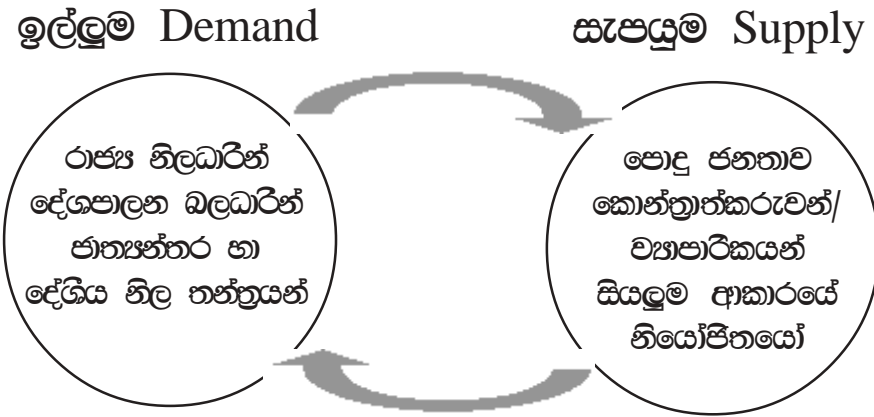 ඉල්ලුම Demand
සැපයුම Supply
රාජ්‍ය නිලධාරින්
දේශපාලන බලධාරින්
ජාත්‍යන්තර හා
දේශීය නිල තන්ත්‍රයන්
පොදු ජනතාව
කොන්ත්‍රාත්කරුවන්/
ව්‍යාපාරිකයන්
සියලුම ආකාරයේ
නියෝජිතයෝ